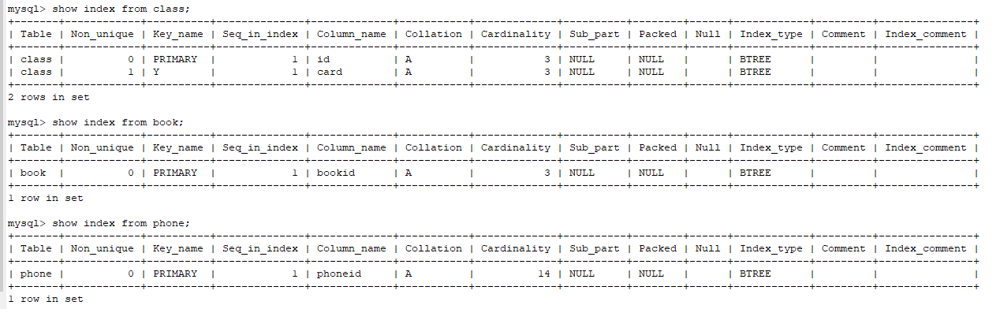 mysql> show index from class;
+-------+------------+----------+--------------+-------------+-----------+-------------+----------+--------+------+------------+---------+---------------+
| Table | Non_unique | Key_name | Seq_in_index | Column_name | Collation | Cardinality | Sub_part | Packed | Null | Index_type | Comment | Index_comment |
+-------+------------+----------+--------------+-------------+-----------+-------------+----------+--------+------+------------+---------+---------------+
| class |          0 | PRIMARY  |            1 | id          | A         |           3 | NULL     | NULL   |      | BTREE      |         |               |
| class |          1 | Y        |            1 | card        | A         |           3 | NULL     | NULL   |      | BTREE      |         |               |
+-------+------------+----------+--------------+-------------+-----------+-------------+----------+--------+------+------------+---------+---------------+
2 rows in set
mysql> show index from book;
+-------+------------+----------+--------------+-------------+-----------+-------------+----------+--------+------+------------+---------+---------------+
| Table | Non_unique | Key_name | Seq_in_index | Column_name | Collation | Cardinality | Sub_part | Packed | Null | Index_type | Comment | Index_comment |
+-------+------------+----------+--------------+-------------+-----------+-------------+----------+--------+------+------------+---------+---------------+
| book  |          0 | PRIMARY  |            1 | bookid      | A         |           3 | NULL     | NULL   |      | BTREE      |         |               |
+-------+------------+----------+--------------+-------------+-----------+-------------+----------+--------+------+------------+---------+---------------+
1 row in set
mysql> show index from phone;
+-------+------------+----------+--------------+-------------+-----------+-------------+----------+--------+------+------------+---------+---------------+
| Table | Non_unique | Key_name | Seq_in_index | Column_name | Collation | Cardinality | Sub_part | Packed | Null | Index_type | Comment | Index_comment |
+-------+------------+----------+--------------+-------------+-----------+-------------+----------+--------+------+------------+---------+---------------+
| phone |          0 | PRIMARY  |            1 | phoneid     | A         |          14 | NULL     | NULL   |      | BTREE      |         |               |
+-------+------------+----------+--------------+-------------+-----------+-------------+----------+--------+------+------------+---------+---------------+
1 row in set